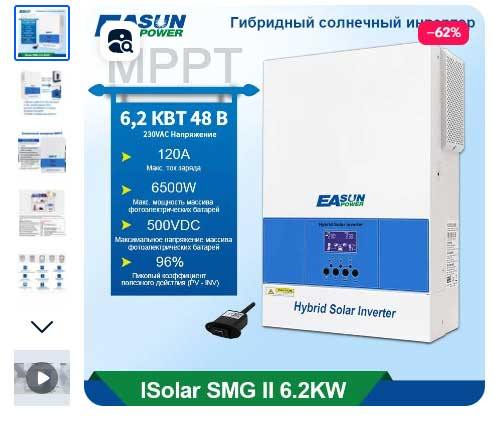 EASUN
POWER
Гибридный солнечный инвертор
–62%
MPPT
6,2 КВТ 48 В
230VAC Напряжение
120A
Макс. ток заряда
6500W
Макс. мощность массива
фотоэлектрических батарей
500VDC
Максимальное напряжение массива
фотоэлектрических батарей
96%
Пиковый коэффициент
полезного действия (PV - INV)
EASUN
POWER
Hybrid Solar Inverter
Hybrid Solar Inverter
ISolar SMG II 6.2KW